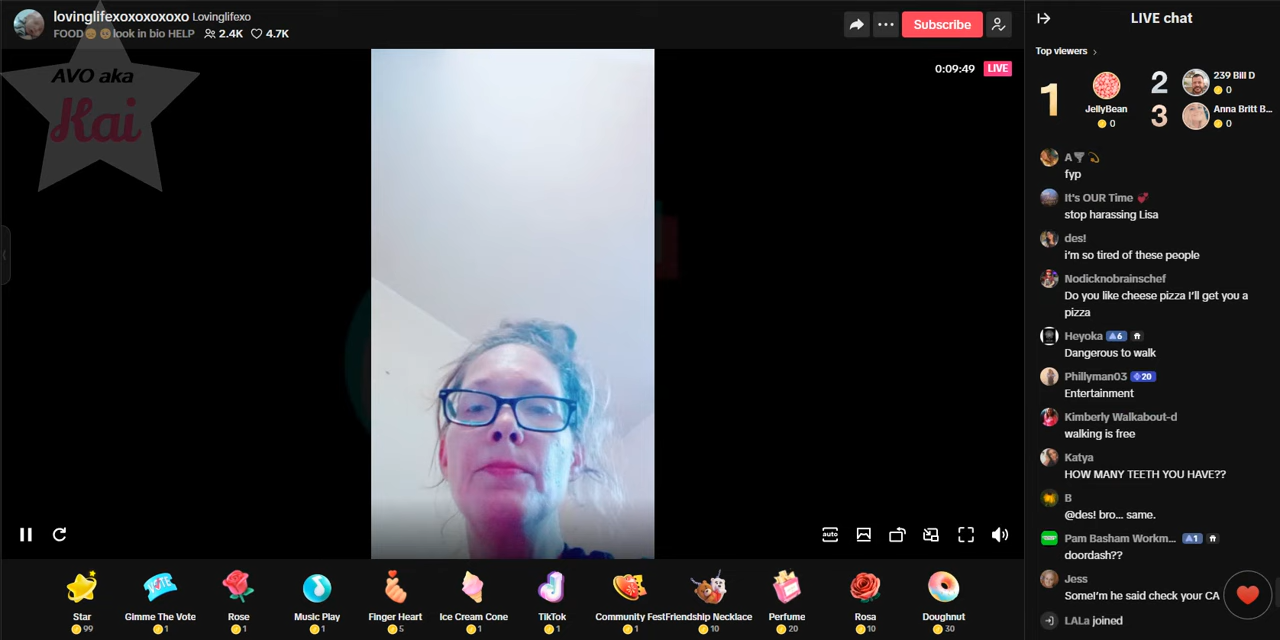 lovinglifexoxoxoxoxo Lovinglifexo
FOOD look in bio HELP 2.4K 4.7K
Subscribe
AVO aka
Kai
0:09:49 LIVE
auto
Star
99
Gimme The Vote
1
Rose
1
Music Play
1
Finger Heart
5
Ice Cream Cone
1
TikTok
1
Community Fest
1
Friendship Necklace
10
Perfume
20
Rosa
10
Doughnut
30
LIVE chat
Top viewers
1
JellyBean
0
2
239 Bill D
0
3
Anna Britt B...
0
A
fyp
It's OUR Time
stop harassing Lisa
des!
i'm so tired of these people
Nodicknobrainschef
Do you like cheese pizza I'll get you a
pizza
Heyoka 6
Dangerous to walk
Phillyman03 20
Entertainment
Kimberly Walkabout-d
walking is free
Katya
HOW MANY TEETH YOU HAVE??
B
@des! bro... same.
Pam Basham Workm... 1
doordash??
Jess
Somel'm he said check your CA
LALa joined